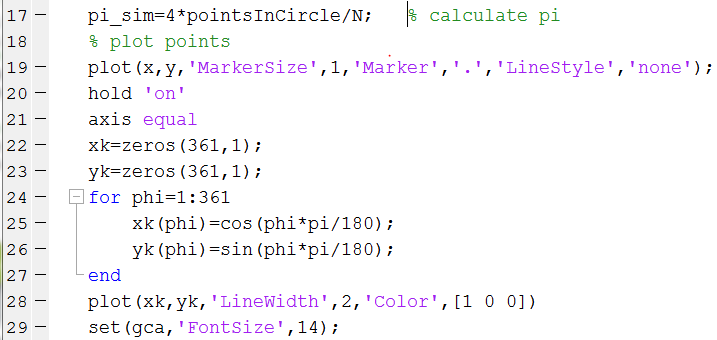 17 – pi_sim=4*pointsInCircle/N;   % calculate pi
18 % plot points
19 – plot(x,y,'MarkerSize',1,'Marker','.','LineStyle','none');
20 – hold 'on'
21 – axis equal
22 – xk=zeros(361,1);
23 – yk=zeros(361,1);
24 – for phi=1:361
25 –     xk(phi)=cos(phi*pi/180);
26 –     yk(phi)=sin(phi*pi/180);
27 – end
28 – plot(xk,yk,'LineWidth',2,'Color',[1 0 0])
29 – set(gca,'FontSize',14);